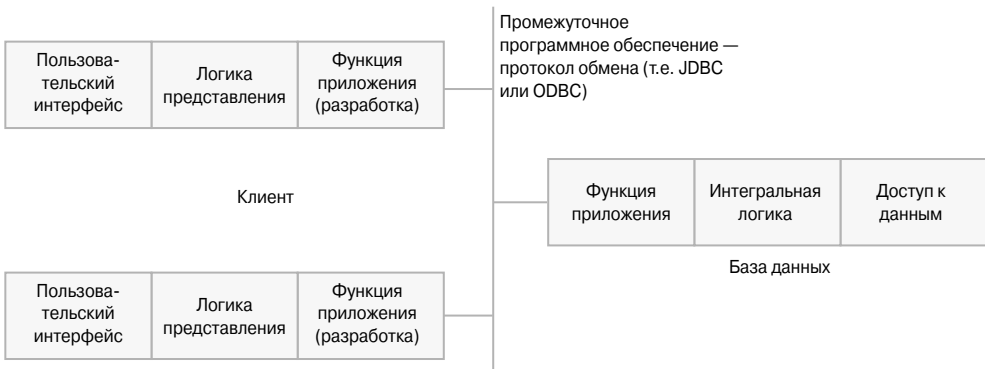 Промежуточное
программное обеспечение —
протокол обмена (т.е. JDBC
или ODBC)
Пользова-
тельский
интерфейс
Логика
представления
Функция
приложения
(разработка)
Клиент
Функция
приложения
Интегральная
логика
Доступ к
данным
База данных
Пользова-
тельский
интерфейс
Логика
представления
Функция
приложения
(разработка)